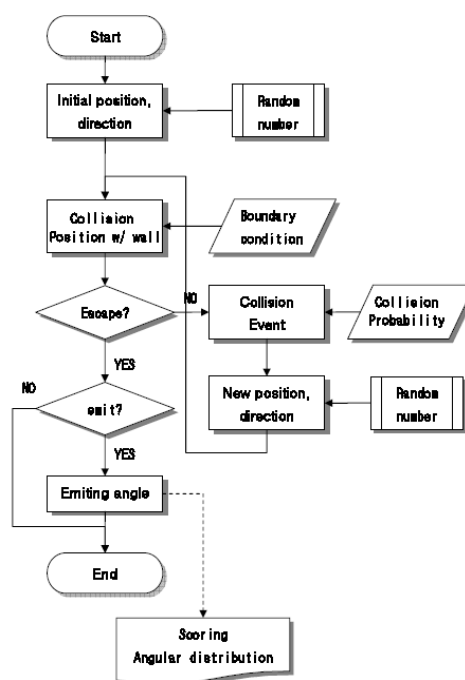 Start
Initial position,
direction
Random
number
Collision
Position w/ wall
Boundary
condition
Escape?
NO
Collision
Event
Collision
Probability
YES
NO
emit?
New position,
direction
Random
number
YES
Emiting angle
End
Scoring
Angular distribution